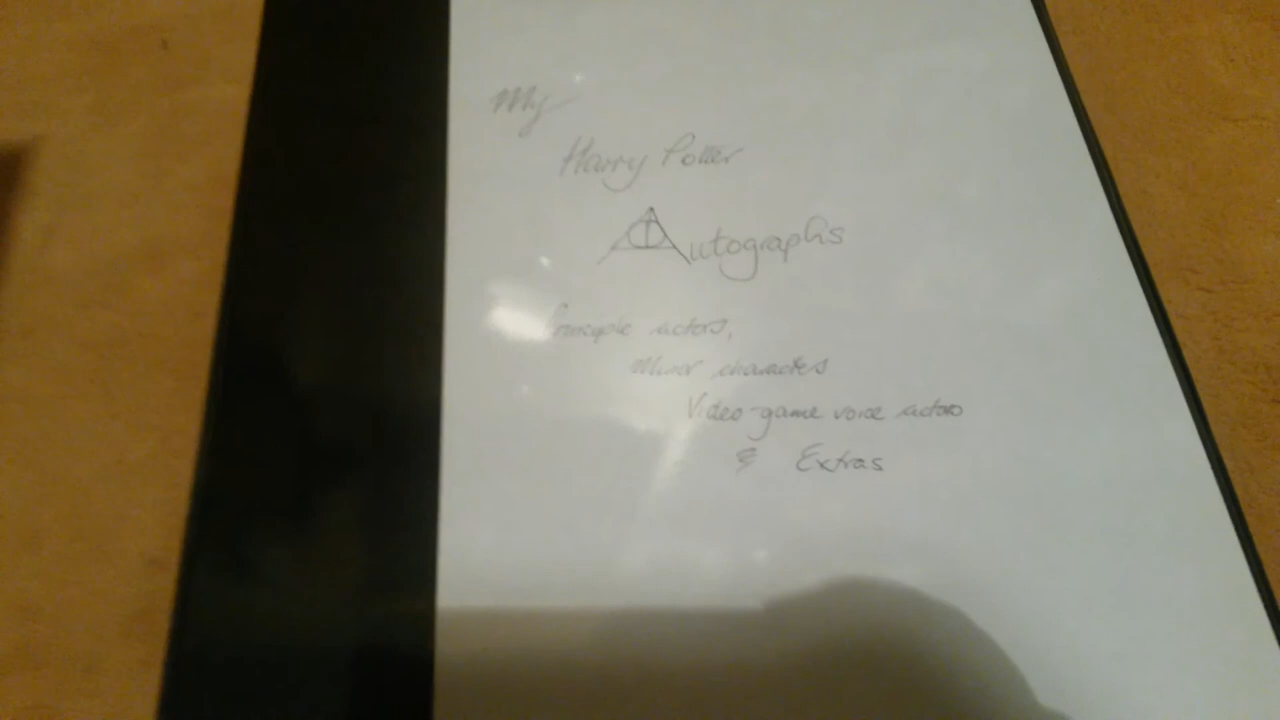 My
Harry Potter
Autographs
Principle actors,
Minor characters
Video-game voice actors
& Extras